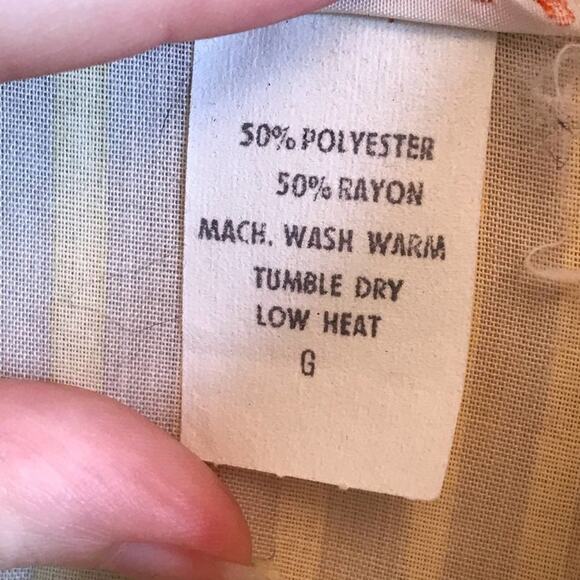 50% POLYESTER
50% RAYON
MACH. WASH WARM
TUMBLE DRY
LOW HEAT
G